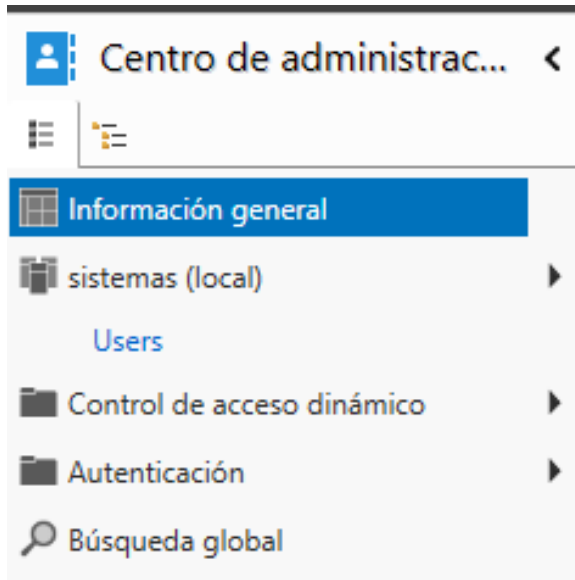 Centro de administrac...
Información general
sistemas (local)
Users
Control de acceso dinámico
Autenticación
Búsqueda global